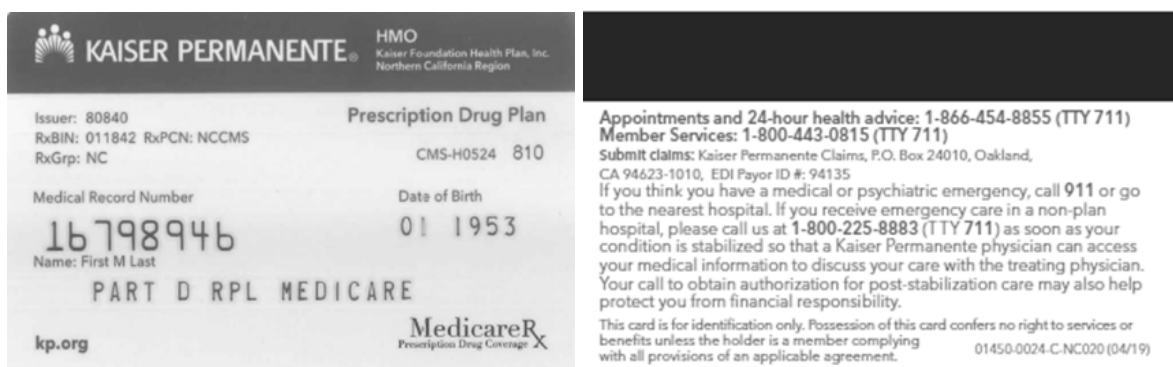 KAISER PERMANENTE®
HMO
Kaiser Foundation Health Plan, Inc.
Northern California Region
Issuer: 80840
Prescription Drug Plan
RxBIN: 011842 RxPCN: NCCMS
RxGrp: NC
CMS-H0524 810
Medical Record Number
Date of Birth
16798946
01 1953
Name: First M Last
PART D RPL MEDICARE
kp.org
MedicareRx
Prescription Drug Coverage
Appointments and 24-hour health advice: 1-866-454-8855 (TTY 711)
Member Services: 1-800-443-0815 (TTY 711)
Submit claims: Kaiser Permanente Claims, P.O. Box 24010, Oakland,
CA 94623-1010, EDI Payor ID #: 94135
If you think you have a medical or psychiatric emergency, call 911 or go
to the nearest hospital. If you receive emergency care in a non-plan
hospital, please call us at 1-800-225-8883 (TTY 711) as soon as your
condition is stabilized so that a Kaiser Permanente physician can access
your medical information to discuss your care with the treating physician.
Your call to obtain authorization for post-stabilization care may also help
protect you from financial responsibility.
This card is for identification only. Possession of this card confers no right to services or
benefits unless the holder is a member complying
with all provisions of an applicable agreement.
01450-0024-C-NC020 (04/19)